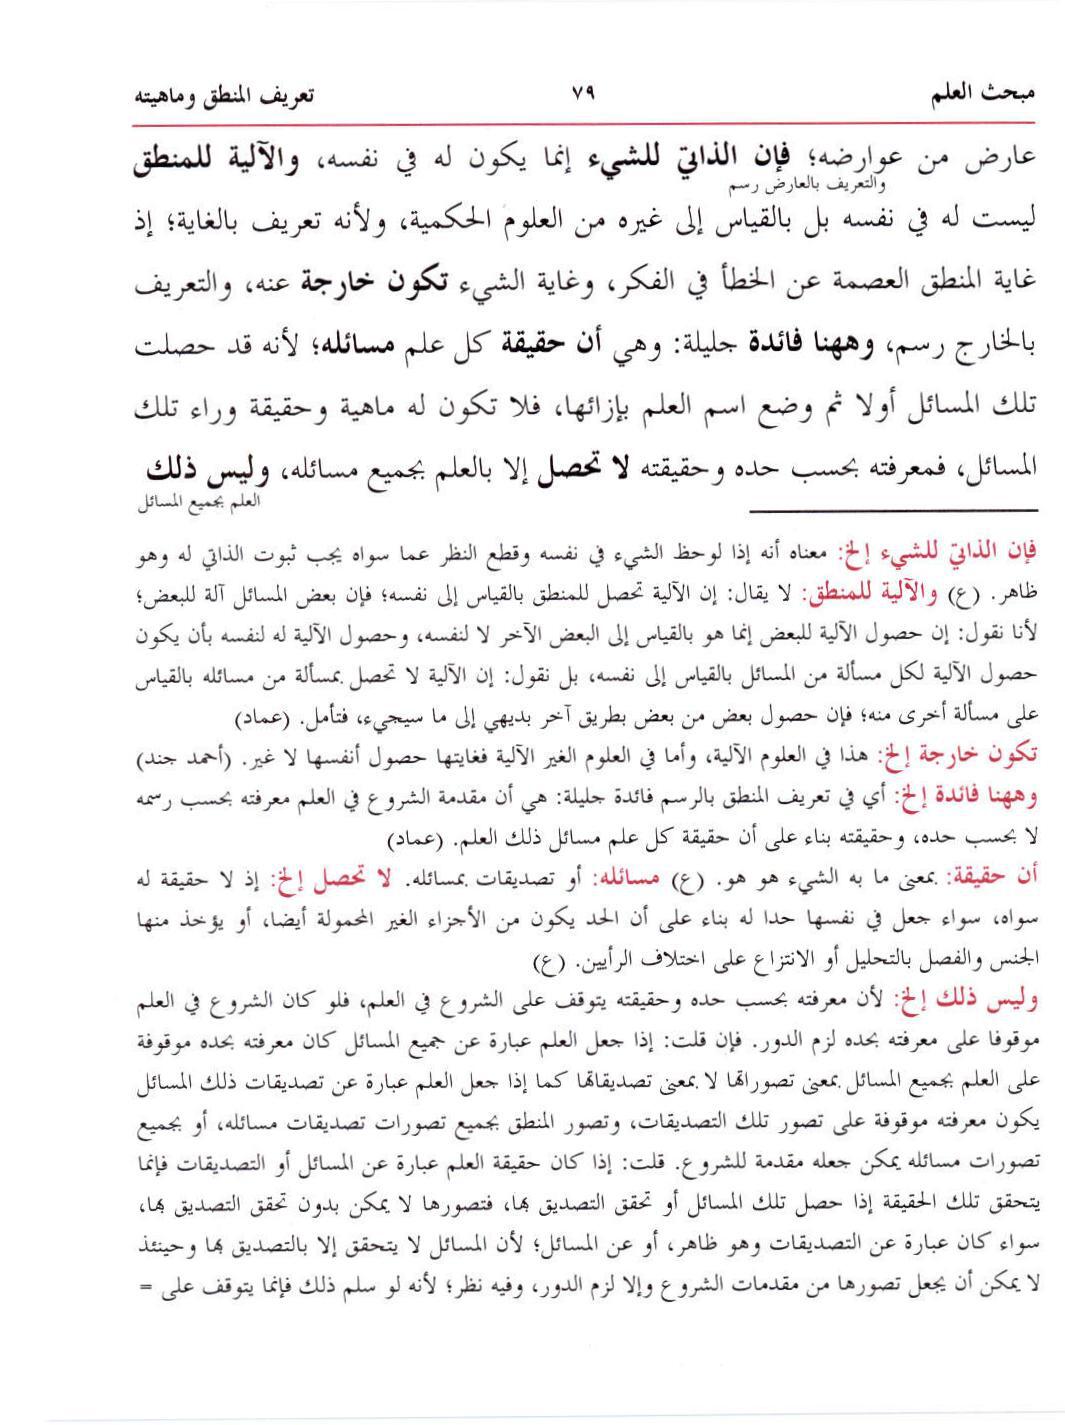 مبحث العلم ٧٩ تعريف المنطق وماهيته
عارض من عوارضه؛ فإن الذاتيّ للشيء إنما يكون له في نفسه، والآلية للمنطق
والتعريف بالعارض رسم
ليست له في نفسه بل بالقياس إلى غيره من العلوم الحكمية، ولأنه تعريف بالغاية؛ إذ
غاية المنطق العصمة عن الخطأ في الفكر، وغاية الشيء تكون خارجة عنه، والتعريف
بالخارج رسم، وههنا فائدة جليلة: وهي أن حقيقة كل علم مسائله؛ لأنه قد حصلت
تلك المسائل أولا ثم وضع اسم العلم بإزائها، فلا تكون له ماهية وحقيقة وراء تلك
المسائل، فمعرفته بحسب حده وحقيقته لا تحصل إلا بالعلم بجميع مسائله، وليس ذلك
العلم بجميع المسائل
فإن الذاتيّ للشيء إلخ: معناه أنه إذا لوحظ الشيء في نفسه وقطع النظر عما سواه يجب ثبوت الذاتي له وهو
ظاهر. (ع) والآلية للمنطق: لا يقال: إن الآلية تحصل للمنطق بالقياس إلى نفسه؛ فإن بعض المسائل آلة للبعض؛
لأنا نقول: إن حصول الآلية للبعض إنما هو بالقياس إلى البعض الآخر لا لنفسه، وحصول الآلية له لنفسه بأن يكون
حصول الآلية لكل مسألة من المسائل بالقياس إلى نفسه، بل نقول: إن الآلية لا تحصل بمسألة من مسائله بالقياس
على مسألة أخرى منه؛ فإن حصول بعض من بعض بطريق آخر بديهي إلى ما سيجيء، فتأمل. (عماد)
تكون خارجة إلخ: هذا في العلوم الآلية، وأما في العلوم الغير الآلية فغايتها حصول أنفسها لا غير. (أحمد جند)
وههنا فائدة إلخ: أي في تعريف المنطق بالرسم فائدة جليلة: هي أن مقدمة الشروع في العلم معرفته بحسب رسمه
لا بحسب حده، وحقيقته بناء على أن حقيقة كل علم مسائل ذلك العلم. (عماد)
أن حقيقة: بمعنى ما به الشيء هو هو. (ع) مسائله: أو تصديقات بمسائله. لا تحصل إلخ: إذ لا حقيقة له
سواه، سواء جعل في نفسها حدا له بناء على أن الحد يكون من الأجزاء الغير المحمولة أيضا، أو يؤخذ منها
الجنس والفصل بالتحليل أو الانتزاع على اختلاف الرأيين. (ع)
وليس ذلك إلخ: لأن معرفته بحسب حده وحقيقته يتوقف على الشروع في العلم، فلو كان الشروع في العلم
موقوفا على معرفته بحده لزم الدور. فإن قلت: إذا جعل العلم عبارة عن جميع المسائل كان معرفته بحده موقوفة
على العلم بجميع المسائل بمعنى تصوراتها لا بمعنى تصديقاتها كما إذا جعل العلم عبارة عن تصديقات ذلك المسائل
يكون معرفته موقوفة على تصور تلك التصديقات، وتصور المنطق بجميع تصورات تصديقات مسائله، أو بجميع
تصورات مسائله يمكن جعله مقدمة للشروع. قلت: إذا كان حقيقة العلم عبارة عن المسائل أو التصديقات فإنما
يتحقق تلك الحقيقة إذا حصل تلك المسائل أو تحقق التصديق بها، فتصورها لا يمكن بدون تحقق التصديق بها،
سواء كان عبارة عن التصديقات وهو ظاهر، أو عن المسائل؛ لأن المسائل لا يتحقق إلا بالتصديق بها وحينئذ
لا يمكن أن يجعل تصورها من مقدمات الشروع وإلا لزم الدور، وفيه نظر؛ لأنه لو سلم ذلك فإنما يتوقف على =